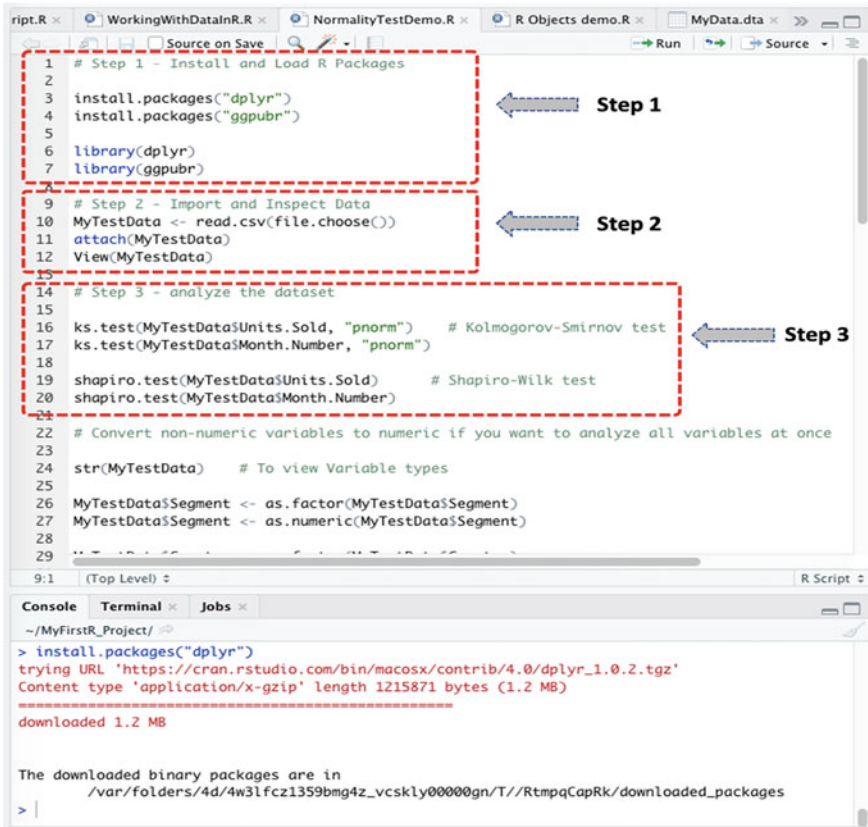 ript.R × WorkingWithDataInR.R × NormalityTestDemo.R × R Objects demo.R × MyData.dta ×
Source on Save Run Source
1 # Step 1 - Install and Load R Packages
2
3 install.packages("dplyr")
4 install.packages("ggpubr")
5
6 library(dplyr)
7 library(ggpubr)
8
Step 1
9 # Step 2 - Import and Inspect Data
10 MyTestData <- read.csv(file.choose())
11 attach(MyTestData)
12 View(MyTestData)
13
Step 2
14 # Step 3 - analyze the dataset
15
16 ks.test(MyTestData$Units.Sold, "pnorm") # Kolmogorov-Smirnov test
17 ks.test(MyTestData$Month.Number, "pnorm")
18
19 shapiro.test(MyTestData$Units.Sold) # Shapiro-Wilk test
20 shapiro.test(MyTestData$Month.Number)
21
Step 3
22 # Convert non-numeric variables to numeric if you want to analyze all variables at once
23
24 str(MyTestData) # To view Variable types
25
26 MyTestData$Segment <- as.factor(MyTestData$Segment)
27 MyTestData$Segment <- as.numeric(MyTestData$Segment)
28
29
9:1 (Top Level) R Script
Console Terminal × Jobs ×
~/MyFirstR_Project/
> install.packages("dplyr")
trying URL 'https://cran.rstudio.com/bin/macosx/contrib/4.0/dplyr_1.0.2.tgz'
Content type 'application/x-gzip' length 1215871 bytes (1.2 MB)
==================================================
downloaded 1.2 MB
The downloaded binary packages are in
/var/folders/4d/4w3lfcz1359bmg4z_vcskly00000gn/T//RtmpqCapRk/downloaded_packages
>